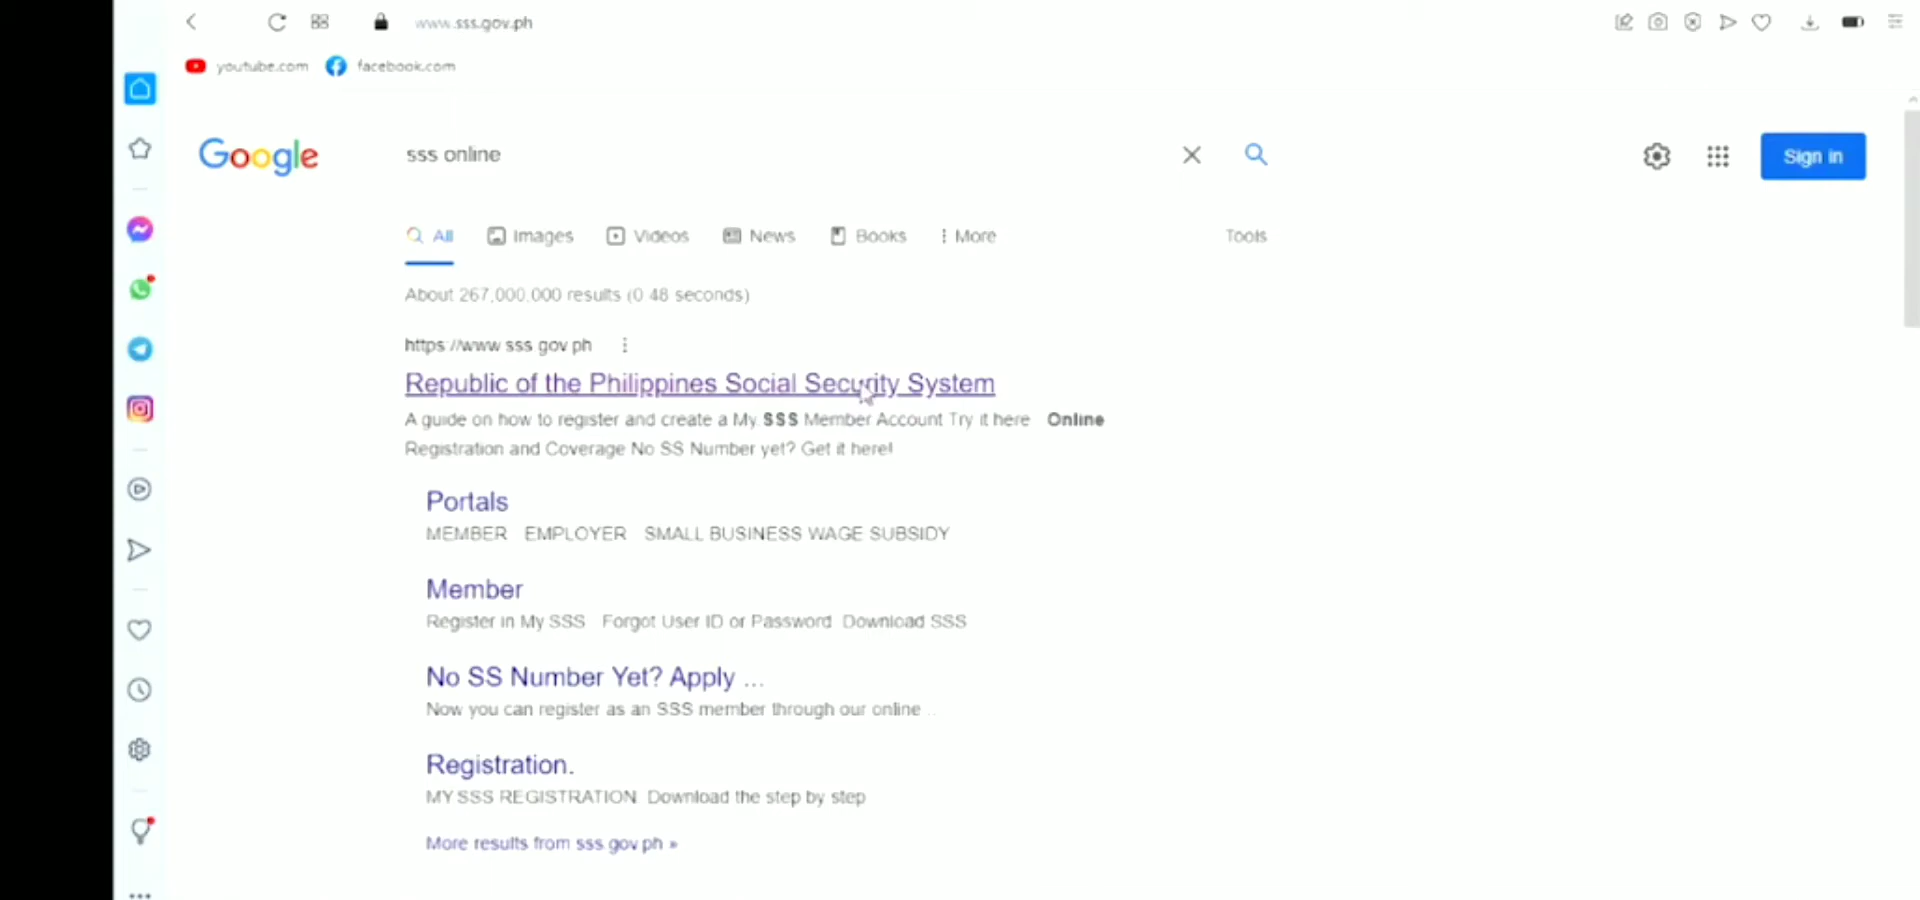 www.sss.gov.ph
youtube.com facebook.com
Google sss online Sign in
All Images Videos News Books More Tools
About 267,000,000 results (0.48 seconds)
https://www.sss.gov.ph
Republic of the Philippines Social Security System
A guide on how to register and create a My SSS Member Account Try it here Online
Registration and Coverage No SS Number yet? Get it here!
Portals
MEMBER EMPLOYER SMALL BUSINESS WAGE SUBSIDY
Member
Register in My SSS Forgot User ID or Password Download SSS
No SS Number Yet? Apply ...
Now you can register as an SSS member through our online ..
Registration.
MY.SSS REGISTRATION. Download the step by step
More results from sss.gov.ph »